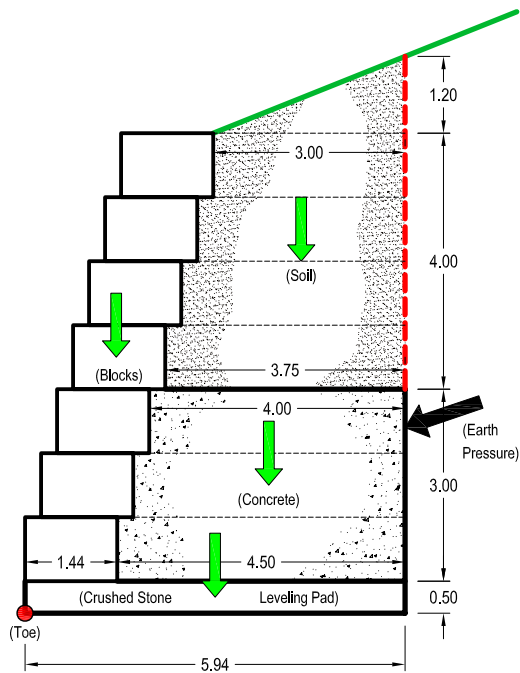 1.20
3.00
(Soil)
4.00
3.75
(Blocks)
4.00
(Earth
Pressure)
(Concrete)
3.00
1.44
4.50
(Crushed Stone Leveling Pad)
0.50
(Toe)
5.94